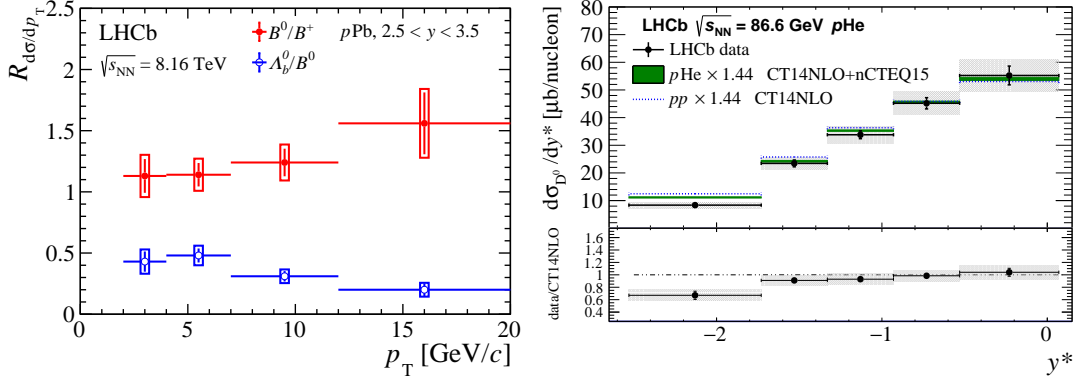 R_{dσ/dp_T}
LHCb
√s_NN = 8.16 TeV
B⁰/B⁺
Λ_b⁰/B⁰
pPb, 2.5 < y < 3.5
2.5
2
1.5
1
0.5
0
0 5 10 15 20
p_T [GeV/c]
dσ_{D⁰}/dy* [μb/nucleon]
LHCb √s_NN = 86.6 GeV pHe
LHCb data
pHe × 1.44 CT14NLO+nCTEQ15
pp × 1.44 CT14NLO
80
70
60
50
40
30
20
10
data/CT14NLO
1.6
1.4
1.2
1
0.8
0.6
0.4
−2 −1 0
y*